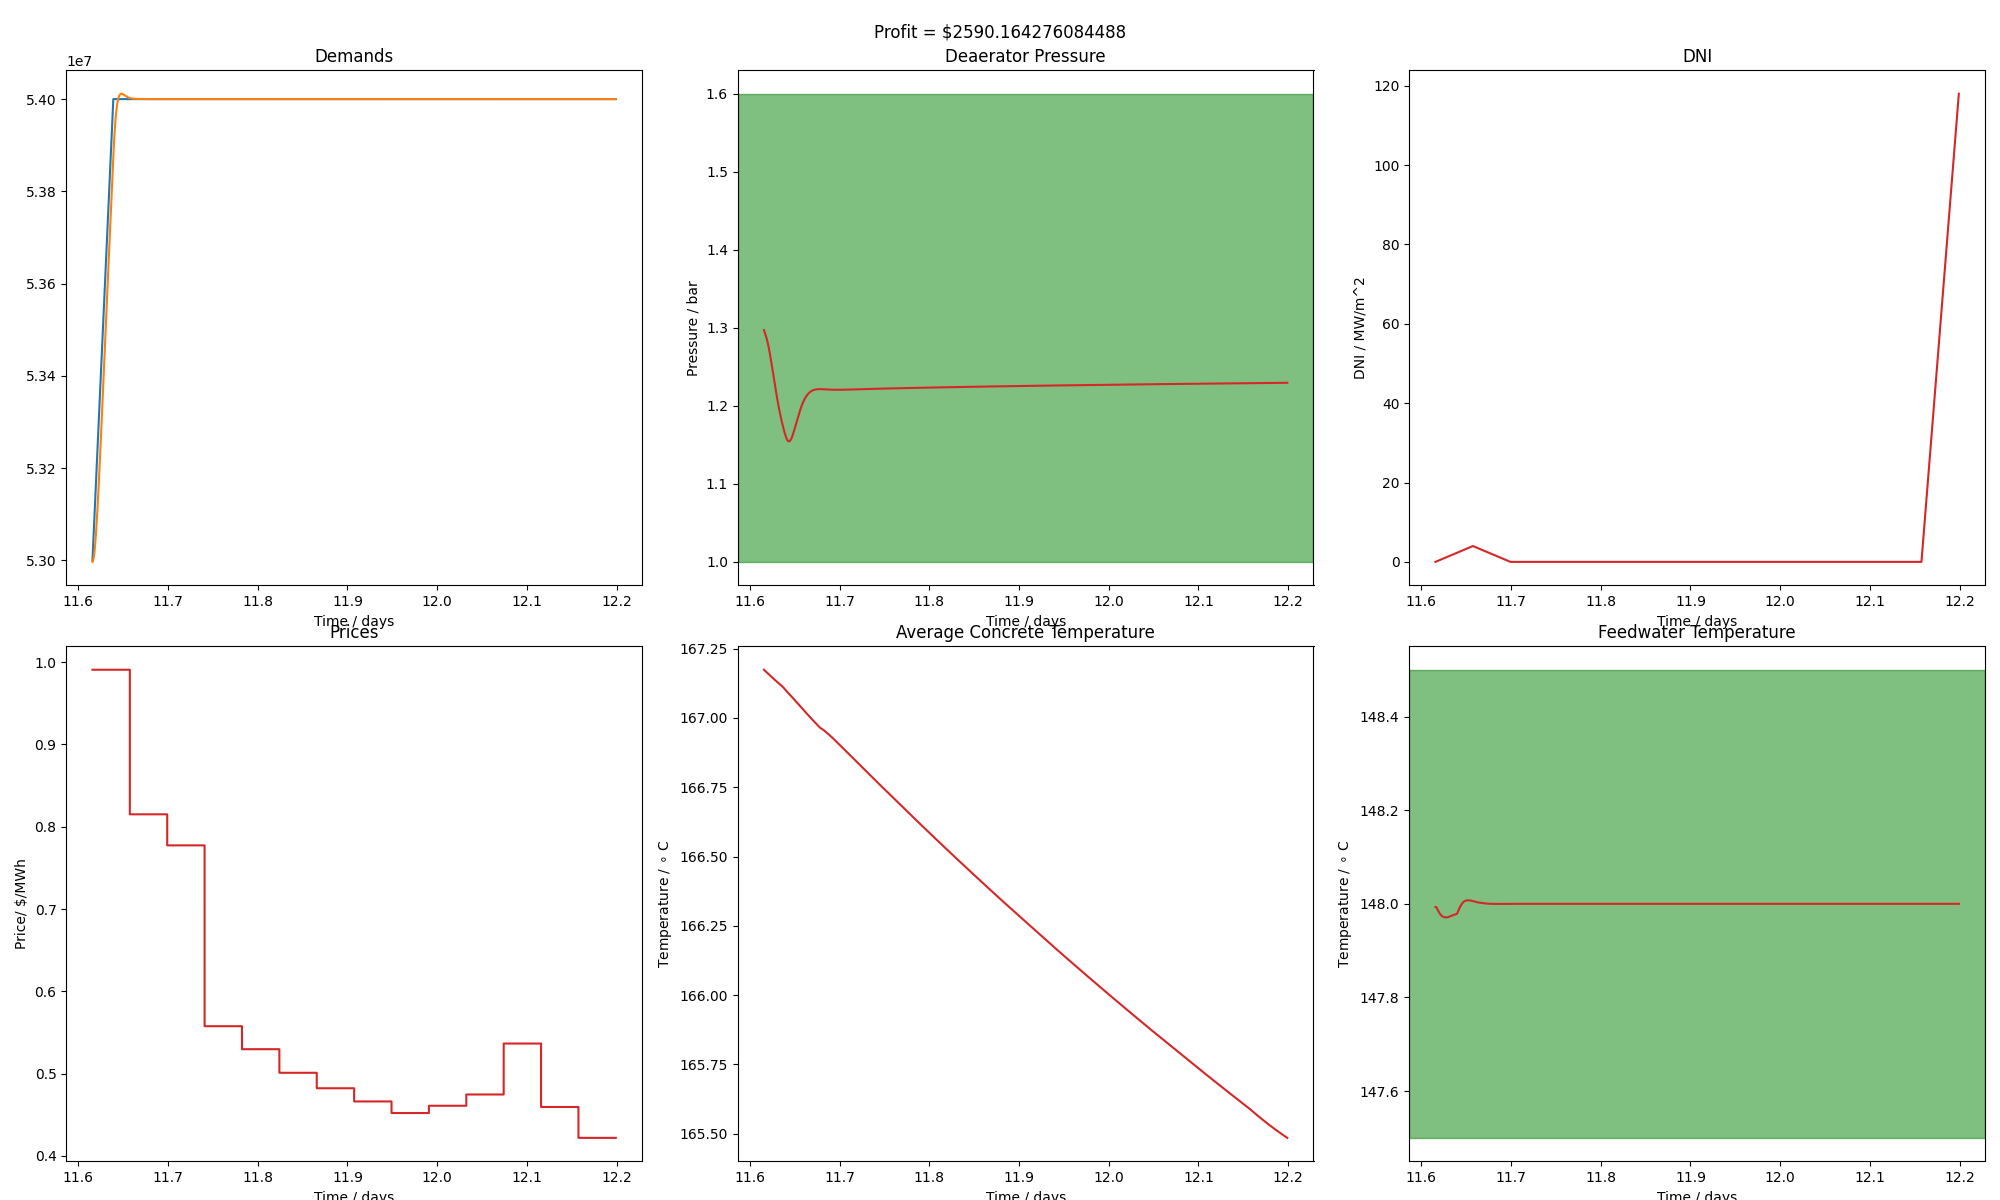 Profit = $2590.164276084488
Demands
1e7
5.40
5.38
5.36
5.34
5.32
5.30
11.6 11.7 11.8 11.9 12.0 12.1 12.2
Time / days
Deaerator Pressure
Pressure / bar
1.6
1.5
1.4
1.3
1.2
1.1
1.0
11.6 11.7 11.8 11.9 12.0 12.1 12.2
Time / days
DNI
DNI / MW/m^2
120
100
80
60
40
20
0
11.6 11.7 11.8 11.9 12.0 12.1 12.2
Time / days
Prices
Price/ $/MWh
1.0
0.9
0.8
0.7
0.6
0.5
0.4
11.6 11.7 11.8 11.9 12.0 12.1 12.2
Time / days
Average Concrete Temperature
Temperature / ∘ C
167.25
167.00
166.75
166.50
166.25
166.00
165.75
165.50
11.6 11.7 11.8 11.9 12.0 12.1 12.2
Time / days
Feedwater Temperature
Temperature / ∘ C
148.4
148.2
148.0
147.8
147.6
11.6 11.7 11.8 11.9 12.0 12.1 12.2
Time / days